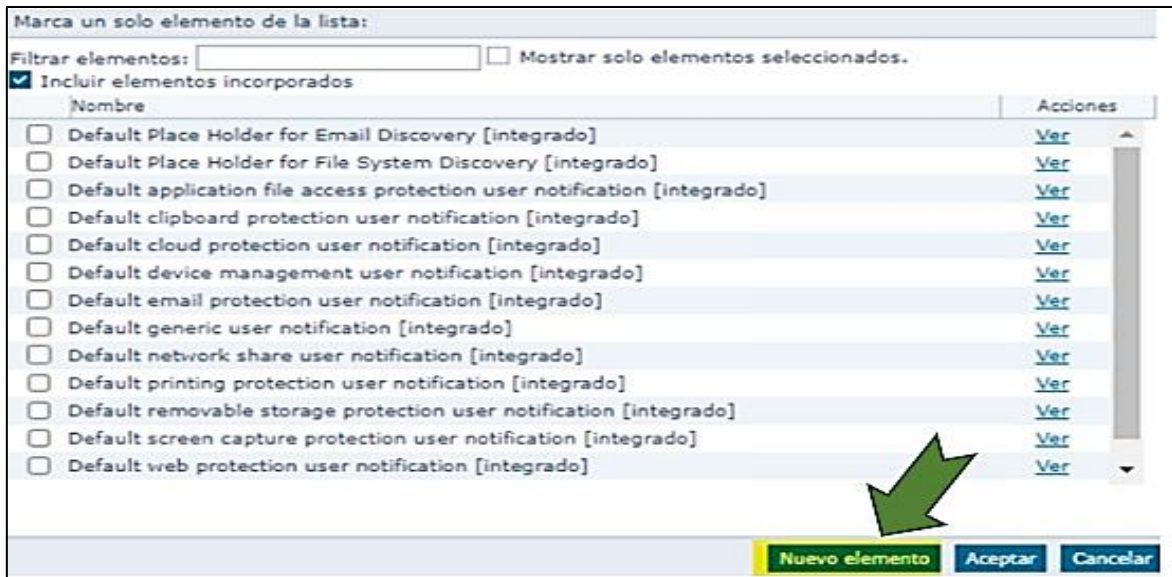 Marca un solo elemento de la lista:
Filtrar elementos: Mostrar solo elementos seleccionados.
Incluir elementos incorporados
Nombre Acciones
Default Place Holder for Email Discovery [integrado] Ver
Default Place Holder for File System Discovery [integrado] Ver
Default application file access protection user notification [integrado] Ver
Default clipboard protection user notification [integrado] Ver
Default cloud protection user notification [integrado] Ver
Default device management user notification [integrado] Ver
Default email protection user notification [integrado] Ver
Default generic user notification [integrado] Ver
Default network share user notification [integrado] Ver
Default printing protection user notification [integrado] Ver
Default removable storage protection user notification [integrado] Ver
Default screen capture protection user notification [integrado] Ver
Default web protection user notification [integrado] Ver
Nuevo elemento Aceptar Cancelar